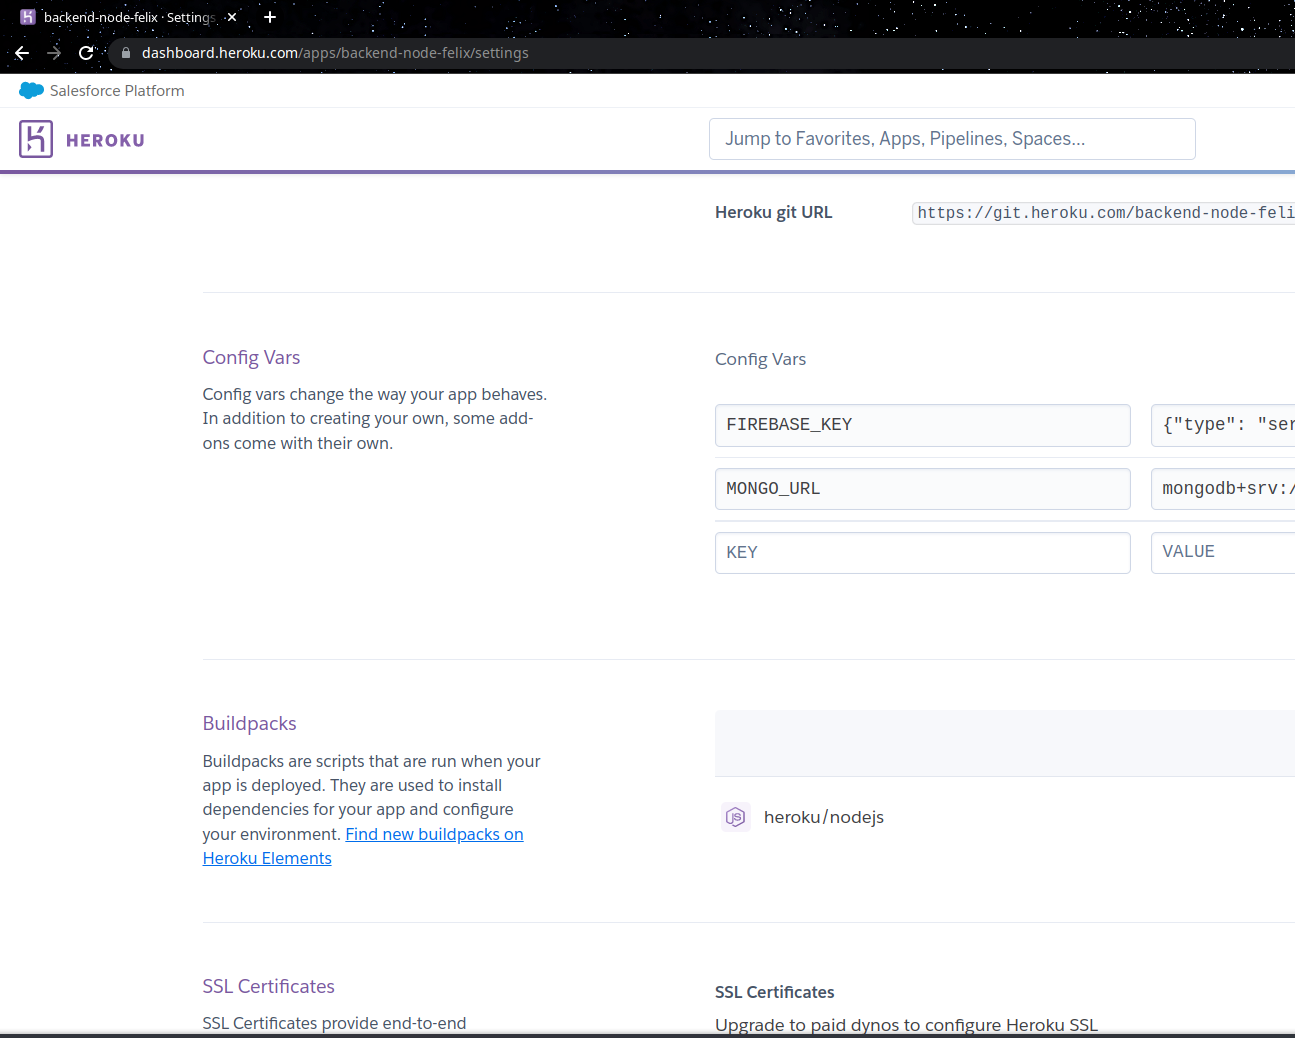 backend-node-felix · Settings
dashboard.heroku.com/apps/backend-node-felix/settings
Salesforce Platform
HEROKU
Jump to Favorites, Apps, Pipelines, Spaces...
Heroku git URL
https://git.heroku.com/backend-node-feli
Config Vars
Config vars change the way your app behaves.
In addition to creating your own, some add-
ons come with their own.
Config Vars
FIREBASE_KEY
{"type": "ser
MONGO_URL
mongodb+srv:/
KEY
VALUE
Buildpacks
Buildpacks are scripts that are run when your
app is deployed. They are used to install
dependencies for your app and configure
your environment. Find new buildpacks on
Heroku Elements
heroku/nodejs
SSL Certificates
SSL Certificates provide end-to-end
SSL Certificates
Upgrade to paid dynos to configure Heroku SSL